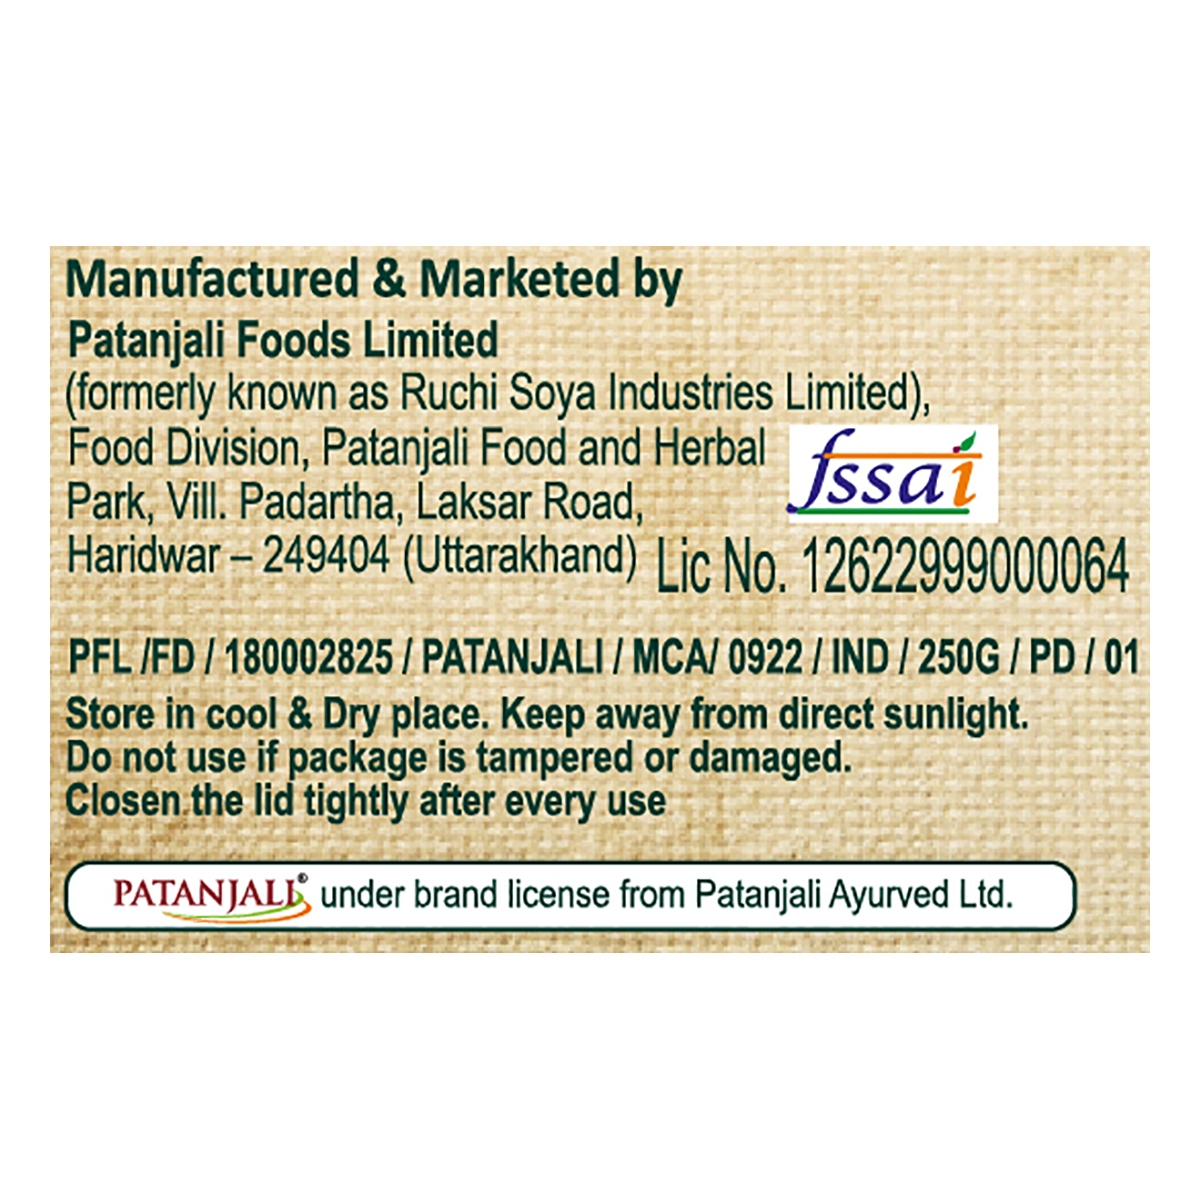 Manufactured & Marketed by
Patanjali Foods Limited
(formerly known as Ruchi Soya Industries Limited),
Food Division, Patanjali Food and Herbal
Park, Vill. Padartha, Laksar Road,
Haridwar – 249404 (Uttarakhand)
fssai
Lic No. 12622999000064
PFL /FD / 180002825 / PATANJALI / MCA/ 0922 / IND / 250G / PD / 01
Store in cool & Dry place. Keep away from direct sunlight.
Do not use if package is tampered or damaged.
Closen the lid tightly after every use
PATANJALI® under brand license from Patanjali Ayurved Ltd.